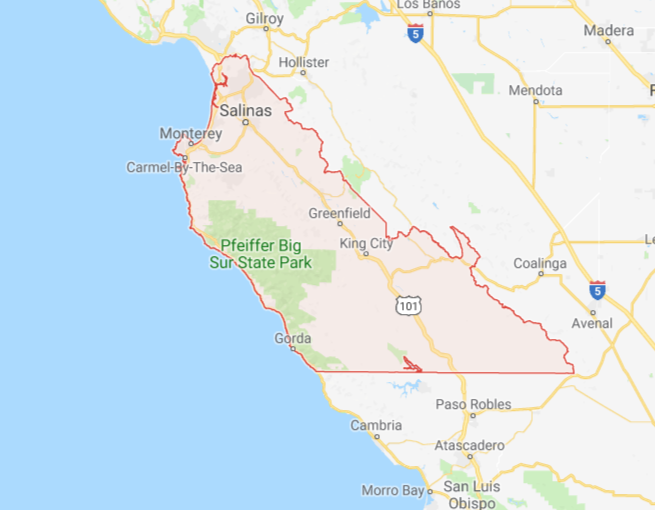 Los Banos
Gilroy
5
Madera
Hollister
Mendota
Salinas
Monterey
Carmel-By-The-Sea
Greenfield
King City
Pfeiffer Big
Sur State Park
Coalinga
5
101
Avenal
Gorda
Paso Robles
Cambria
Atascadero
Morro Bay
San Luis
Obispo